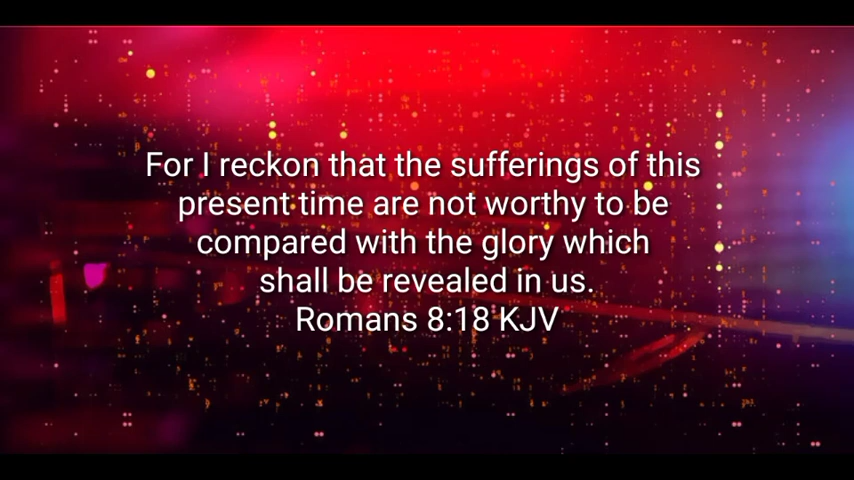 For I reckon that the sufferings of this
present time are not worthy to be
compared with the glory which
shall be revealed in us.
Romans 8:18 KJV